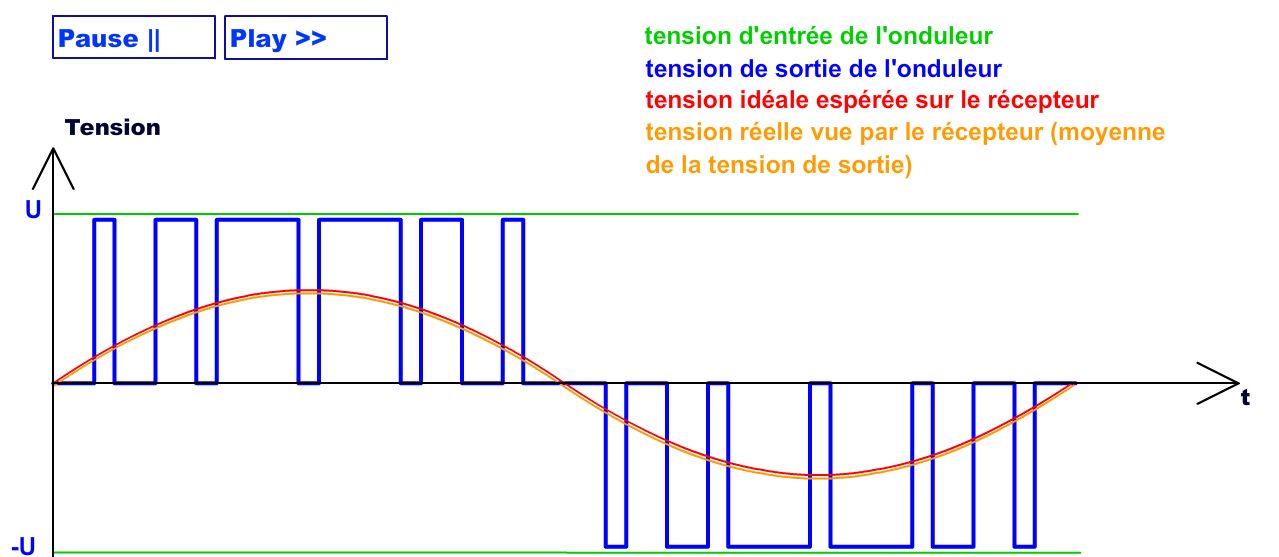 Pause ||
Play >>
tension d'entrée de l'onduleur
tension de sortie de l'onduleur
tension idéale espérée sur le récepteur
tension réelle vue par le récepteur (moyenne
de la tension de sortie)
Tension
U
t
-U